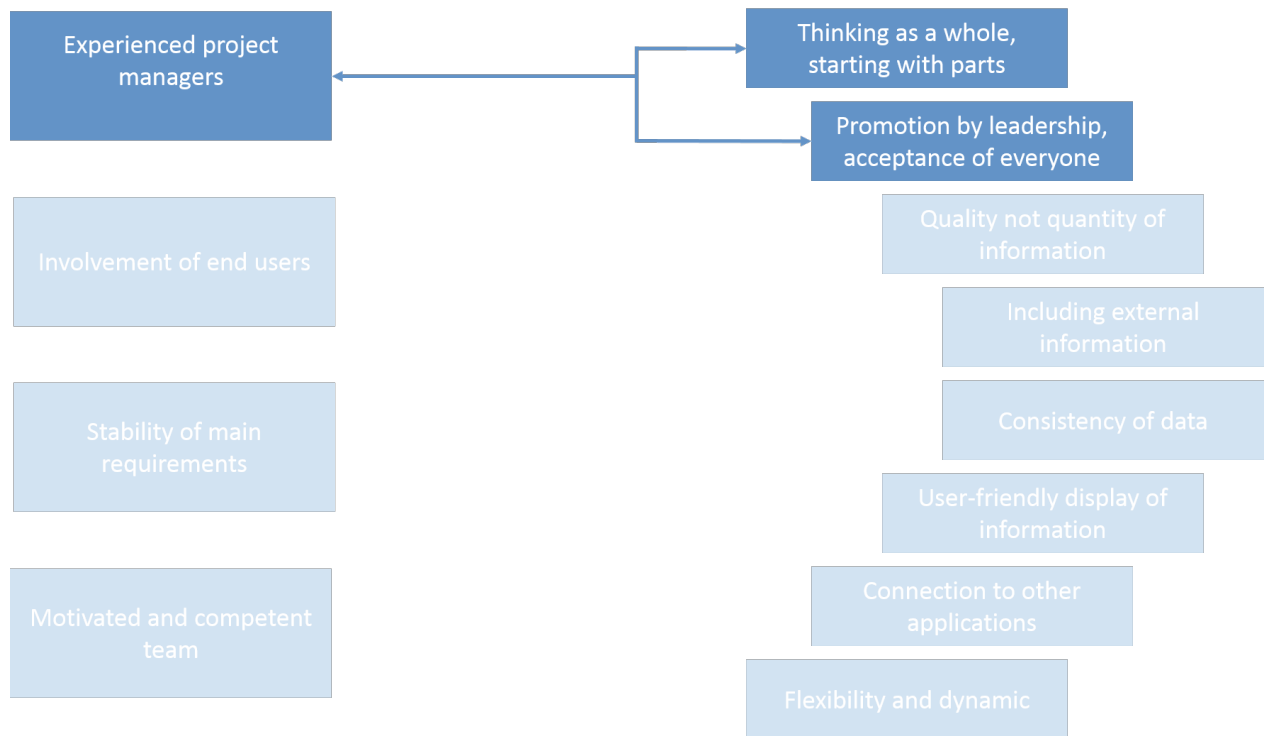 Experienced project
managers
Involvement of end users
Stability of main
requirements
Motivated and competent
team
Thinking as a whole,
starting with parts
Promotion by leadership,
acceptance of everyone
Quality not quantity of
information
Including external
information
Consistency of data
User-friendly display of
information
Connection to other
applications
Flexibility and dynamic